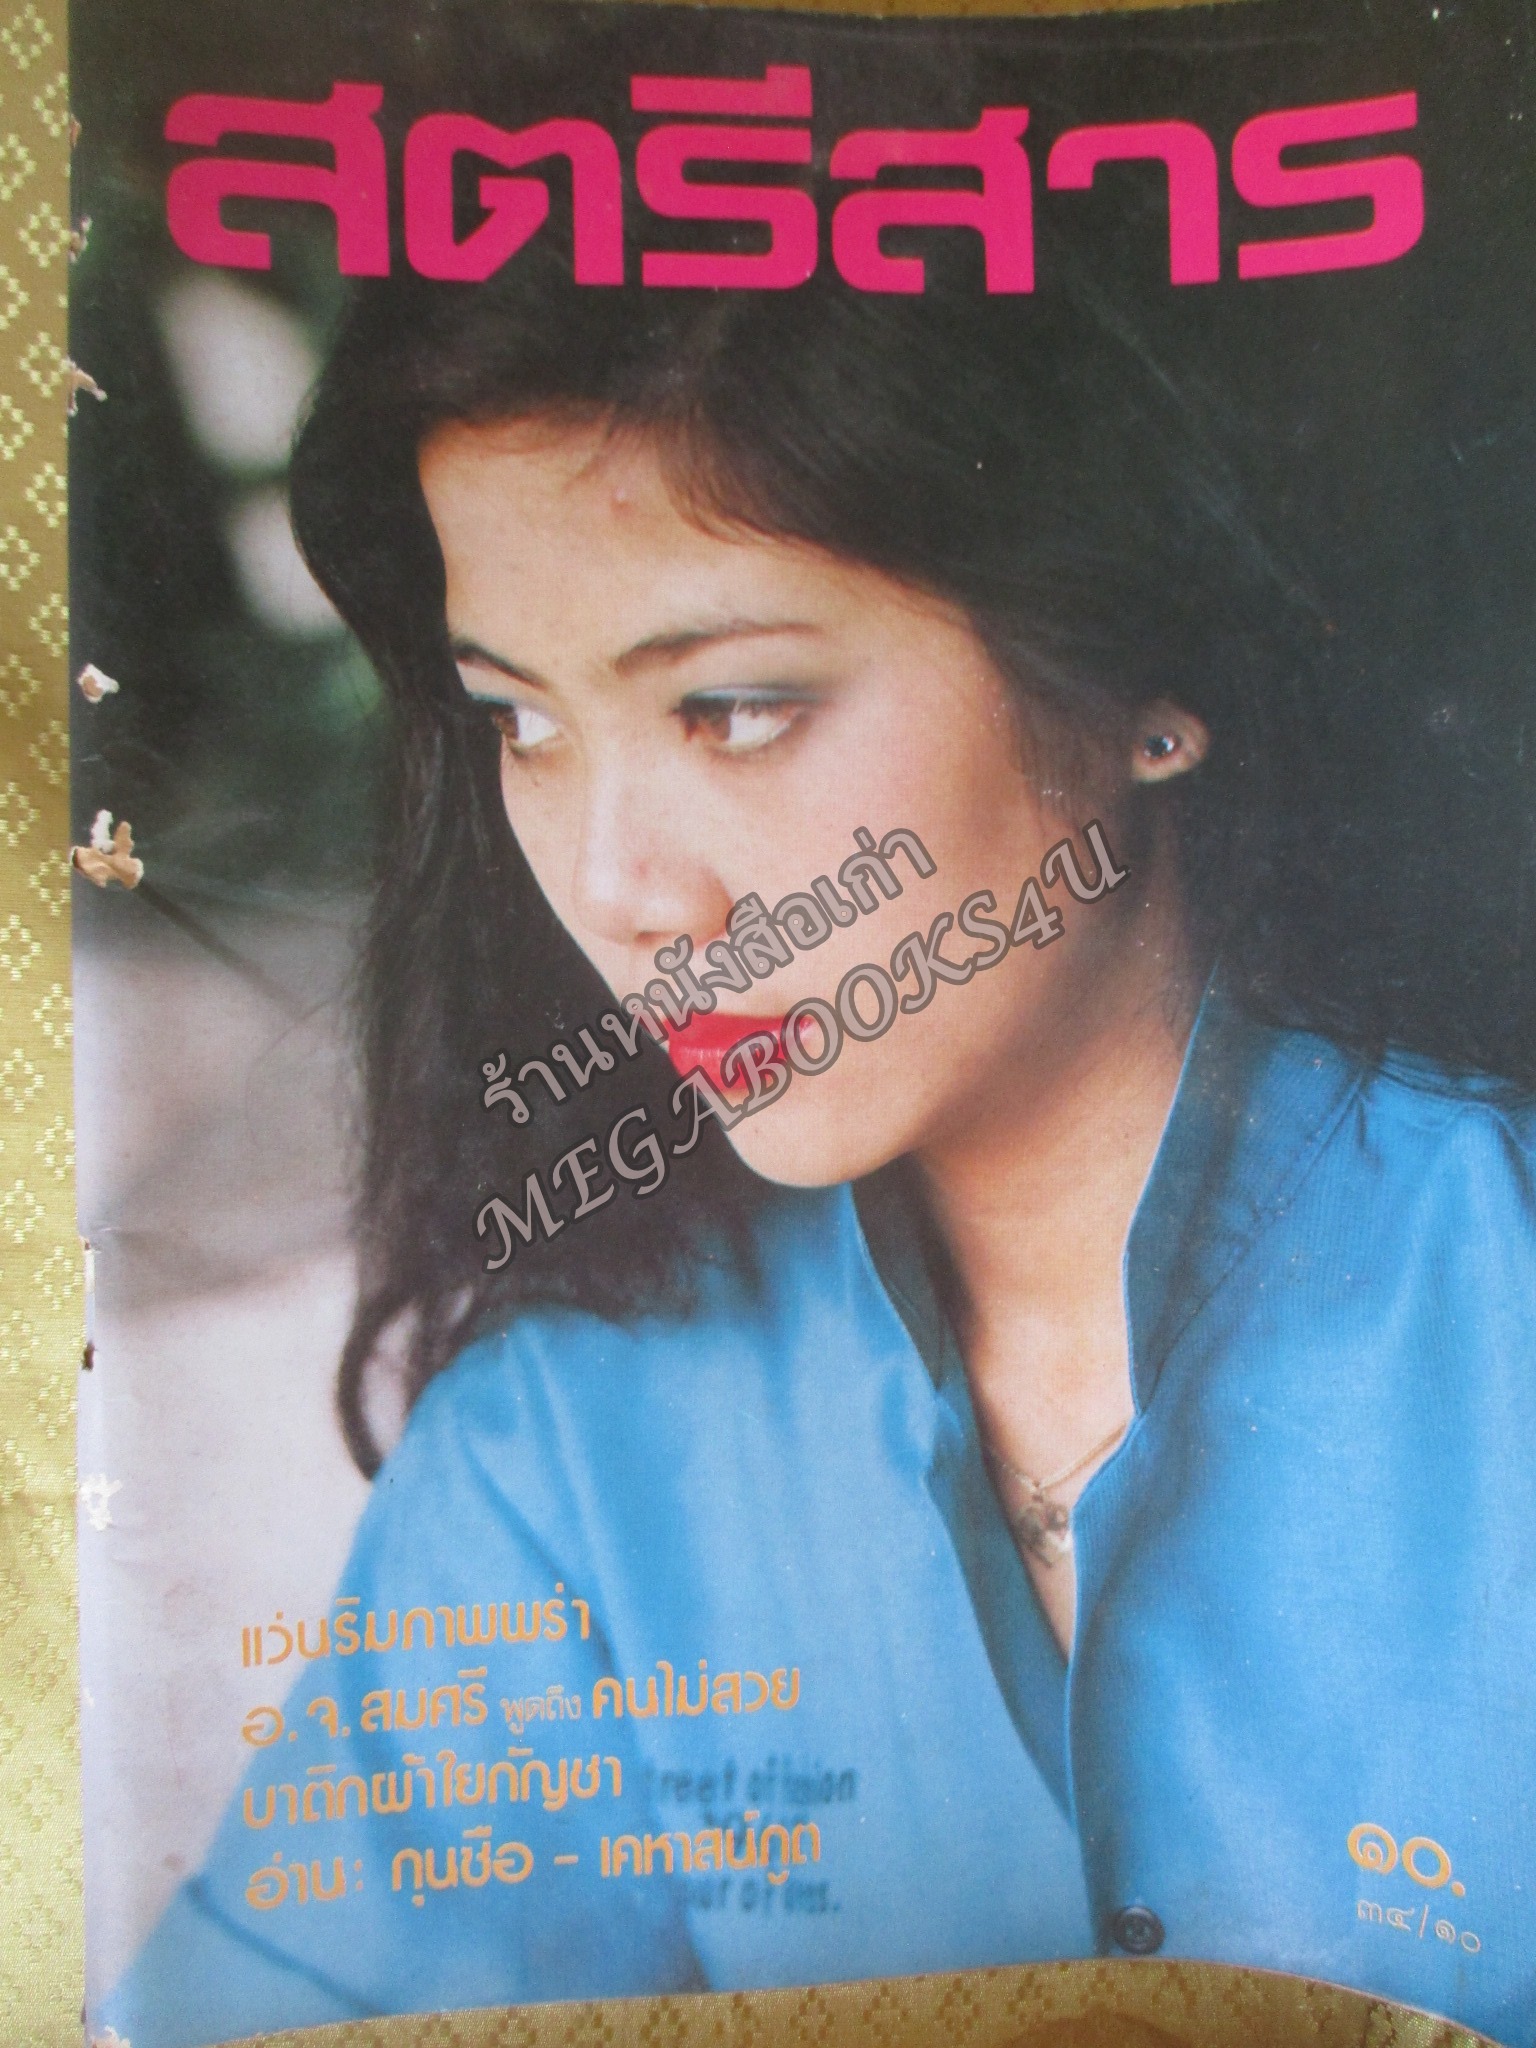 สตรีสาร
ร้านหนังสือเก่า
MEGABOOKS4U
แว่นริมภาพพร่า
อ.จ.สมศรี พูดถึง คนไม่สวย
บาติกผ้าใยกัญชา
อ่าน: กุนชือ - เคหาสน์ภูต
๑๐.
๓๔/๑๐